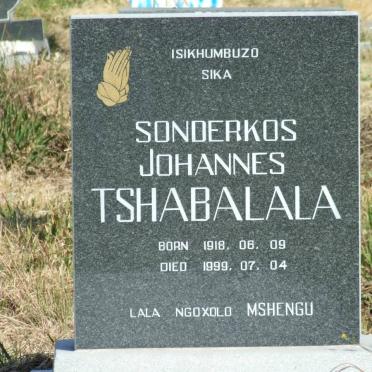 ISIKHUMBUZO
SIKA
SONDERKOS
JOHANNES
TSHABALALA
BORN 1918. 08. 09
DIED 1999. 07. 04
LALA NGOXOLO MSHENGU